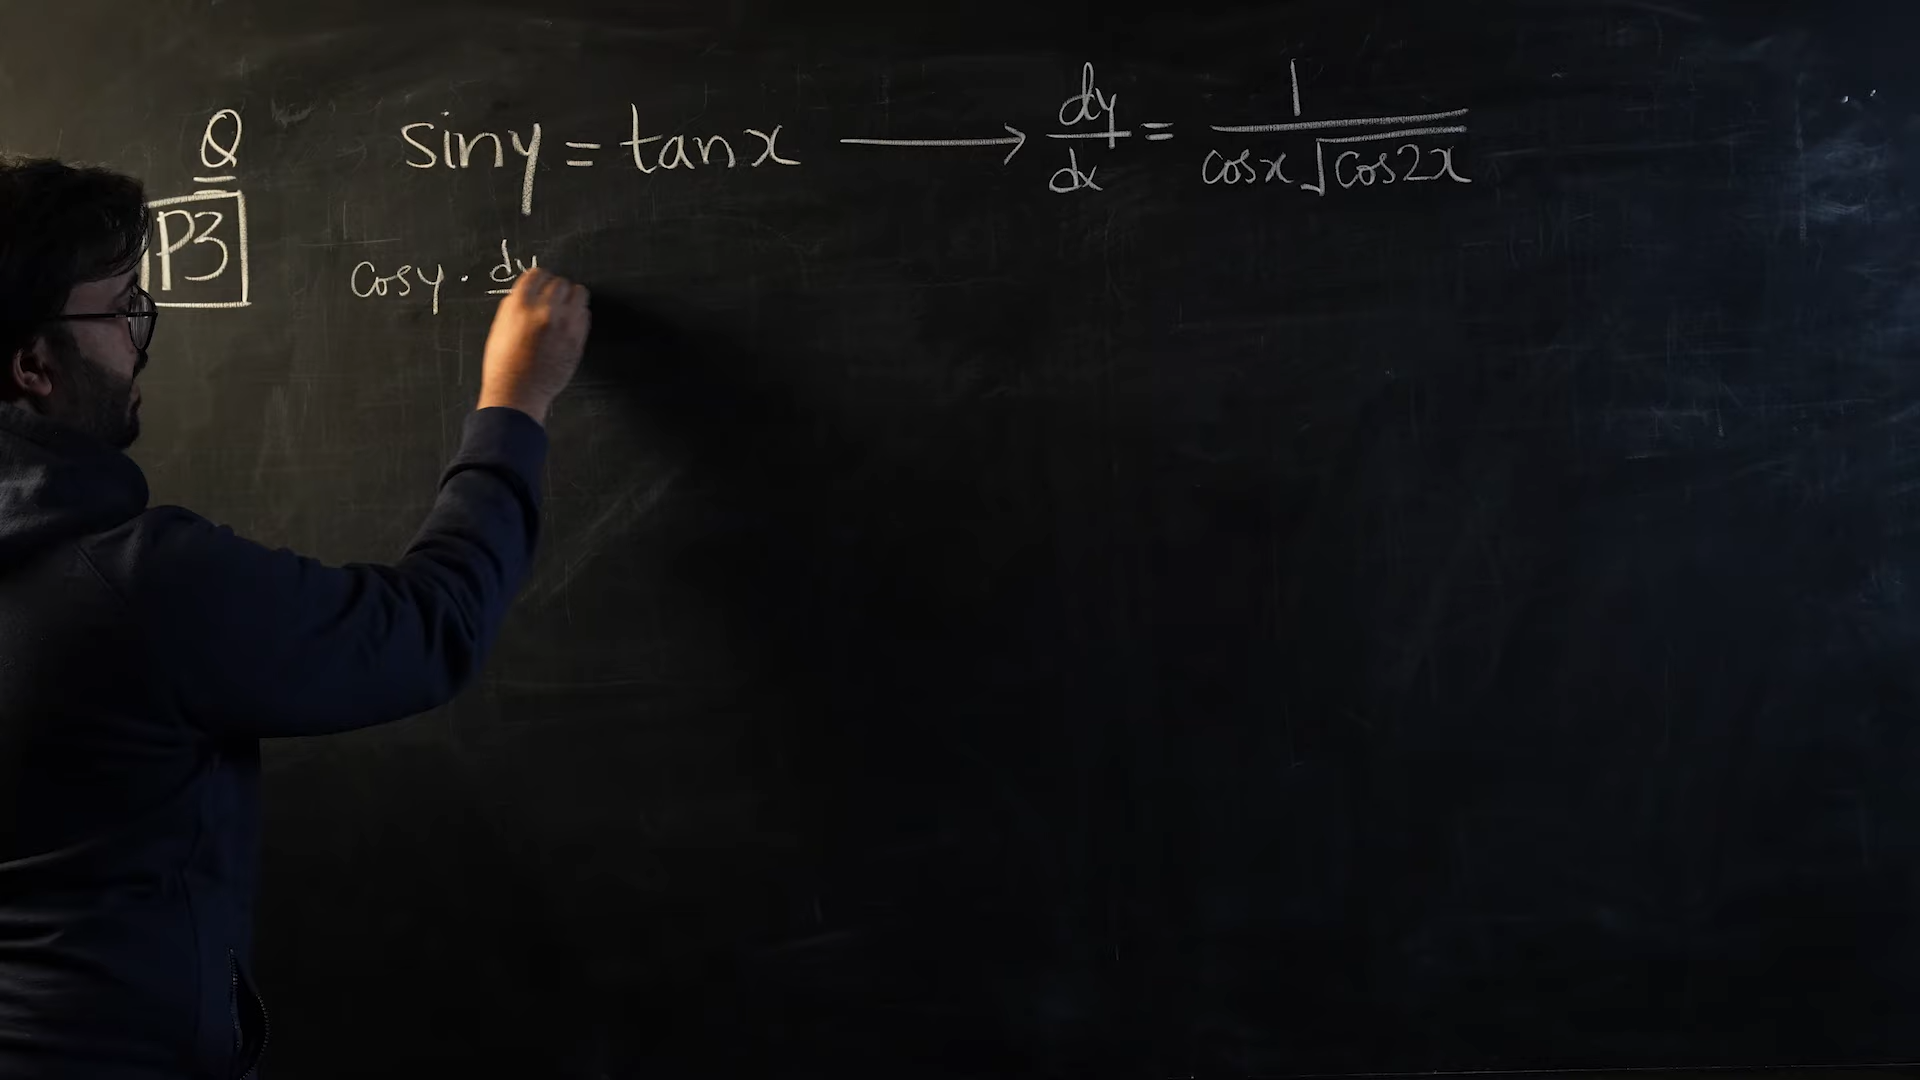 Q
P3
siny = tanx ⟶ dy/dx = 1/(cosx √cos2x)
cosy · dy